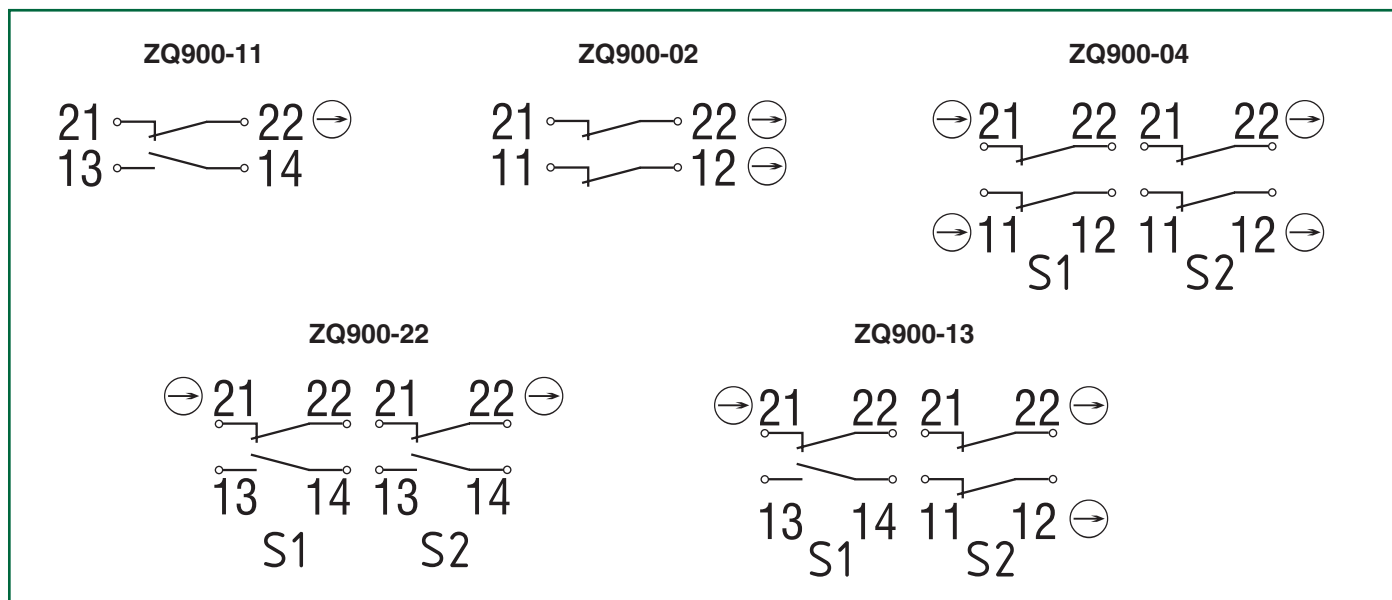 ZQ900-11
21 22
13 14
ZQ900-02
21 22
11 12
ZQ900-04
21 22 21 22
11 12 11 12
S1 S2
ZQ900-22
21 22 21 22
13 14 13 14
S1 S2
ZQ900-13
21 22 21 22
13 14 11 12
S1 S2